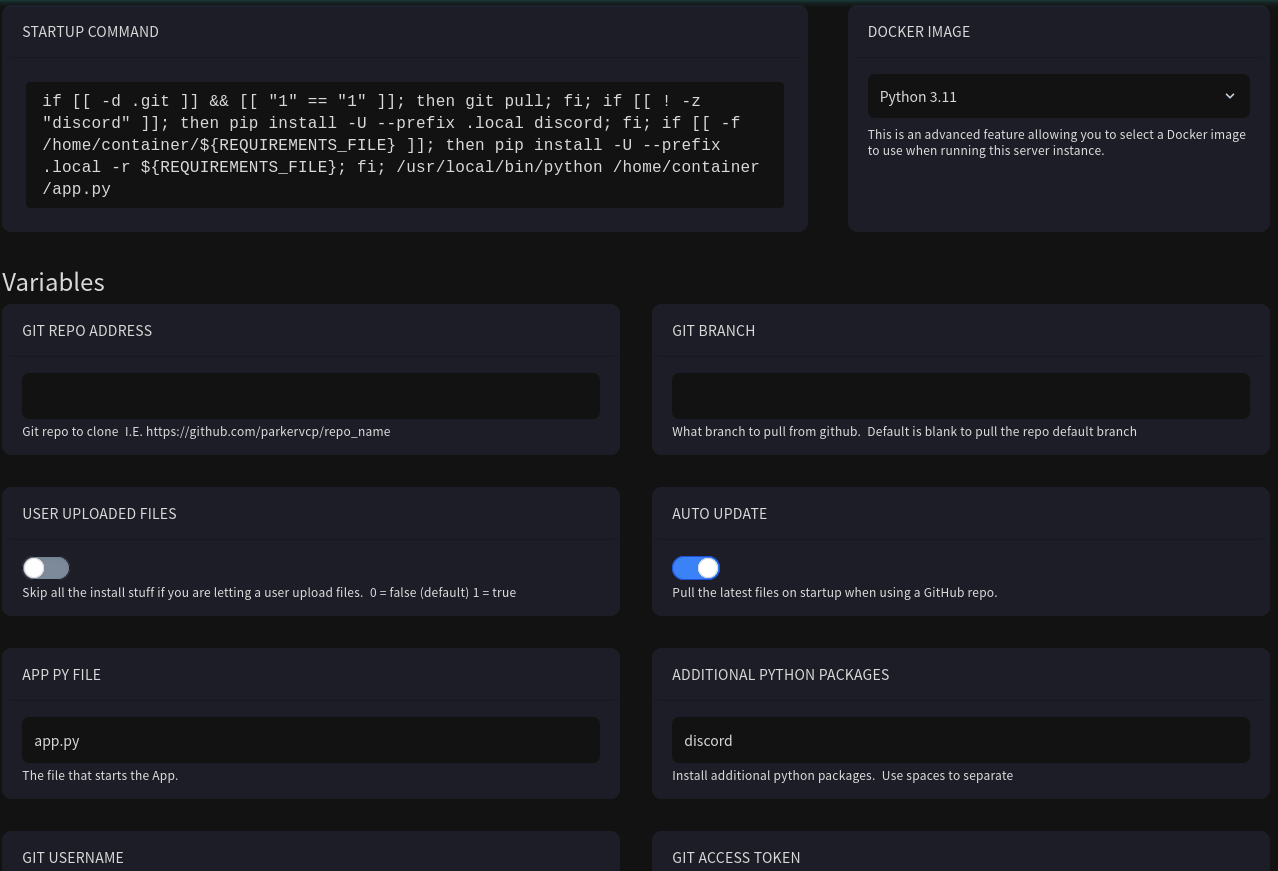 STARTUP COMMAND
if [[ -d .git ]] && [[ "1" == "1" ]]; then git pull; fi; if [[ ! -z
"discord" ]]; then pip install -U --prefix .local discord; fi; if [[ -f
/home/container/${REQUIREMENTS_FILE} ]]; then pip install -U --prefix
.local -r ${REQUIREMENTS_FILE}; fi; /usr/local/bin/python /home/container
/app.py
DOCKER IMAGE
Python 3.11
This is an advanced feature allowing you to select a Docker image
to use when running this server instance.
Variables
GIT REPO ADDRESS
Git repo to clone  I.E. https://github.com/parkervcp/repo_name
GIT BRANCH
What branch to pull from github.  Default is blank to pull the repo default branch
USER UPLOADED FILES
Skip all the install stuff if you are letting a user upload files.  0 = false (default) 1 = true
AUTO UPDATE
Pull the latest files on startup when using a GitHub repo.
APP PY FILE
app.py
The file that starts the App.
ADDITIONAL PYTHON PACKAGES
discord
Install additional python packages.  Use spaces to separate
GIT USERNAME
GIT ACCESS TOKEN